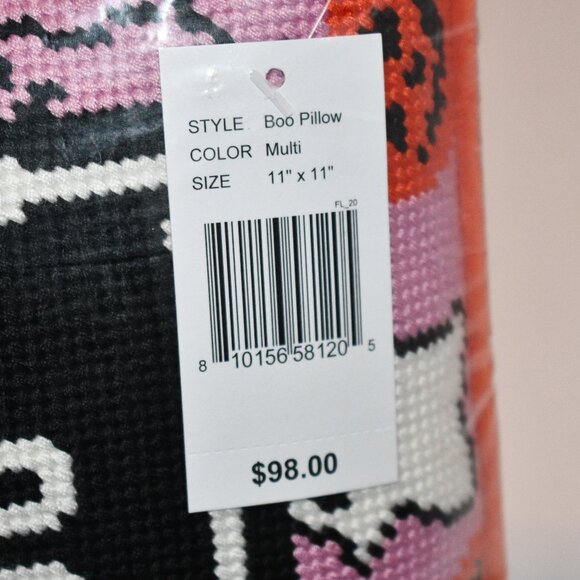 STYLE Boo Pillow
COLOR Multi
SIZE 11" x 11"
FL_20
8 10156 58120 5
$98.00